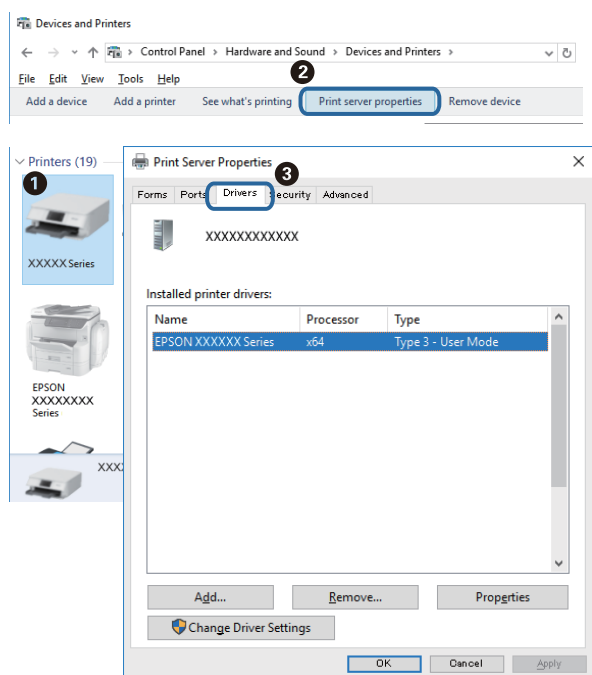 Devices and Printers
Control Panel > Hardware and Sound > Devices and Printers >
File Edit View Tools Help
2
Add a device Add a printer See what's printing Print server properties Remove device
Printers (19)
1
XXXXX Series
EPSON
XXXXXXXX
Series
XXX
Print Server Properties
3
Forms Ports Drivers Security Advanced
XXXXXXXXXXXX
Installed printer drivers:
Name Processor Type
EPSON XXXXXX Series x64 Type 3 - User Mode
Add... Remove... Properties
Change Driver Settings
OK Cancel Apply